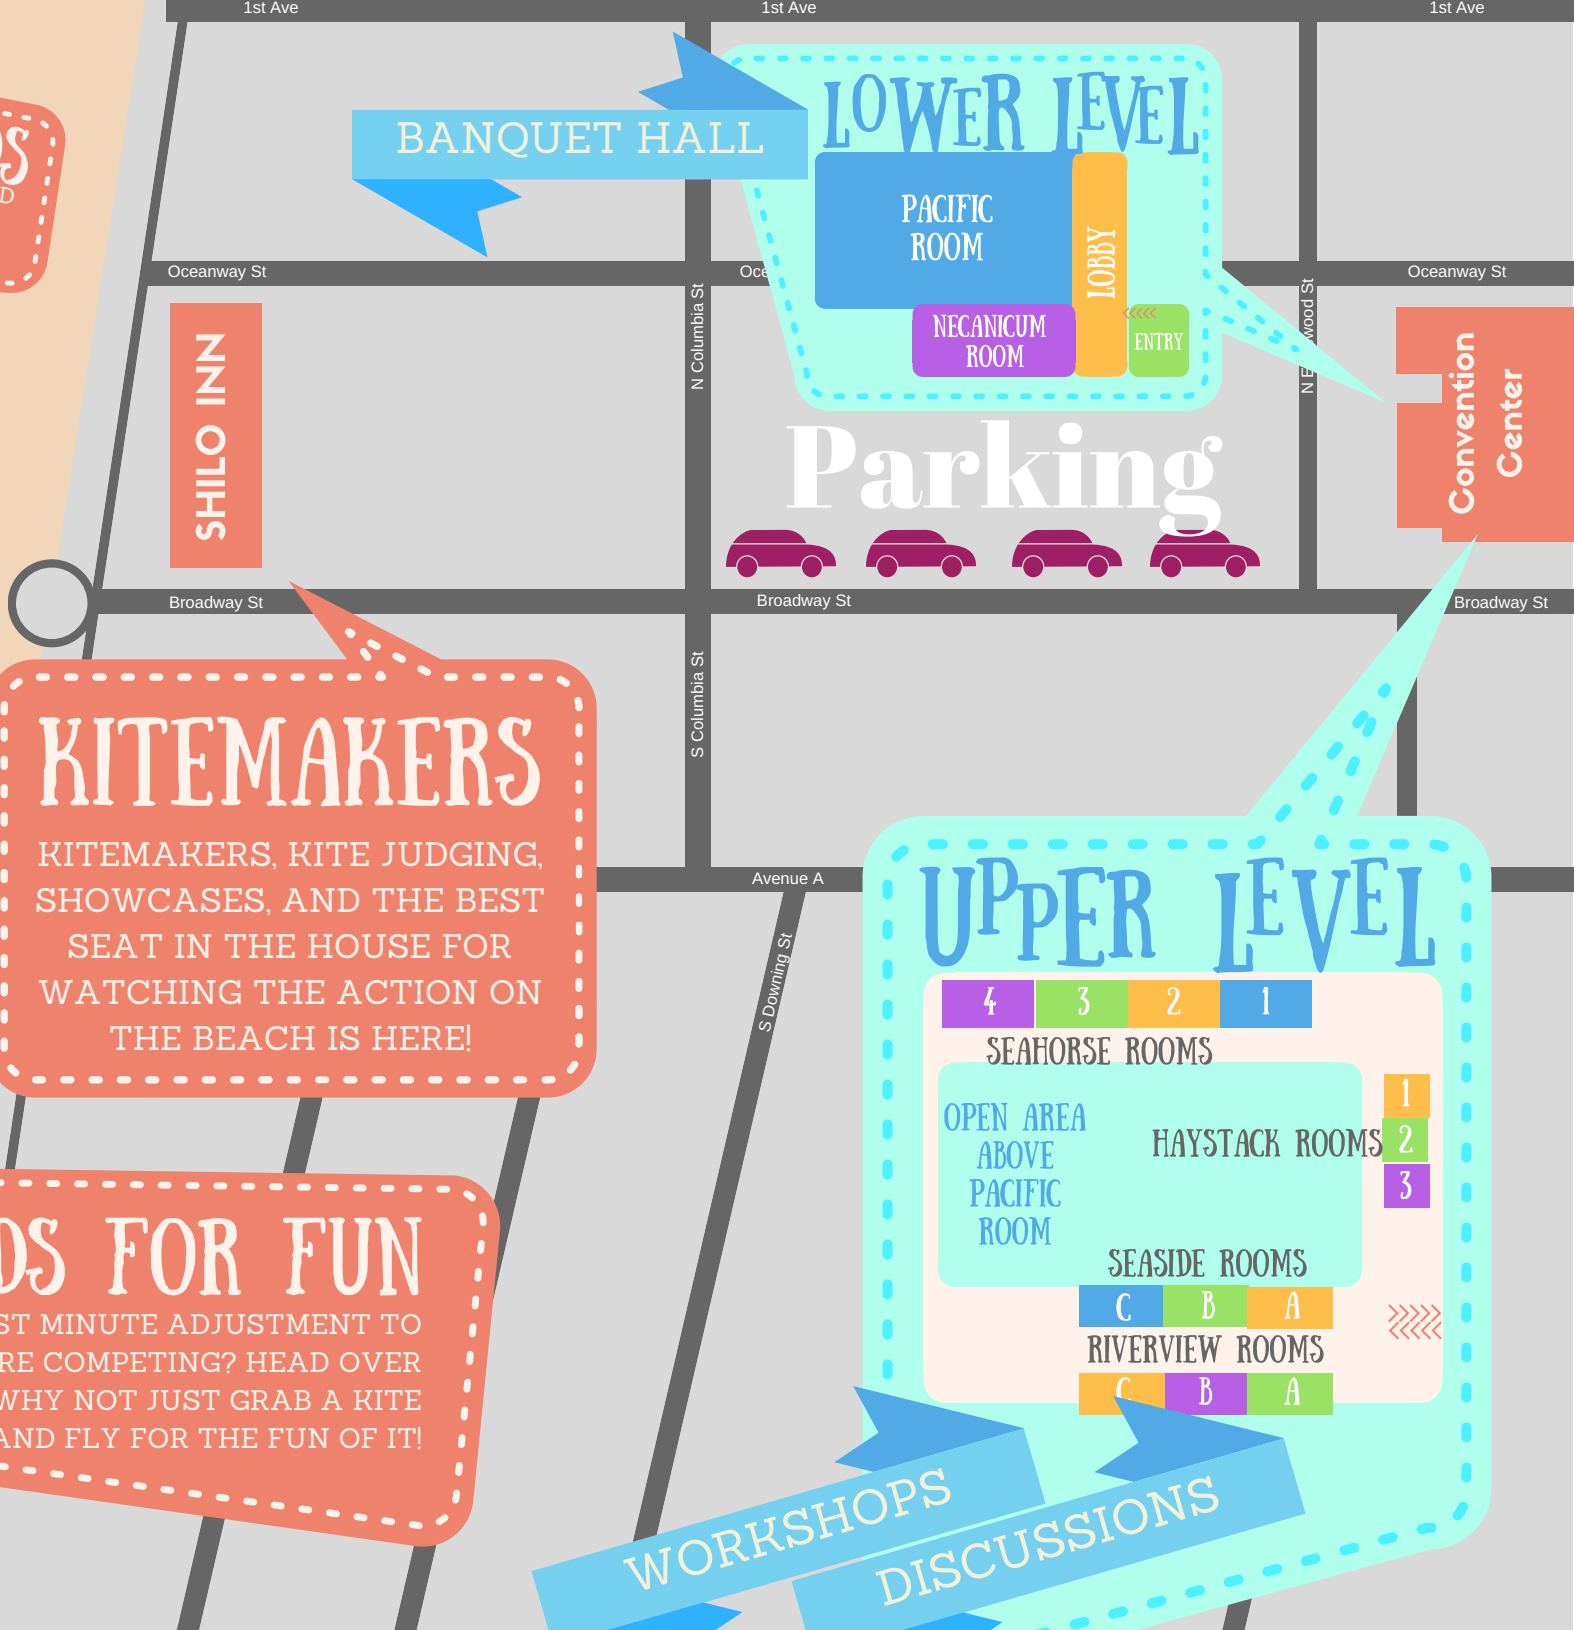 1st Ave
1st Ave
1st Ave
BANQUET HALL
LOWER LEVEL
PACIFIC
ROOM
LOBBY
NECANICUM
ROOM
ENTRY
Oceanway St
Oceanway St
N Columbia St
SHILO INN
Convention
Center
Parking
Broadway St
Broadway St
Broadway St
S Columbia St
KITEMAKERS
KITEMAKERS, KITE JUDGING,
SHOWCASES, AND THE BEST
SEAT IN THE HOUSE FOR
WATCHING THE ACTION ON
THE BEACH IS HERE!
Avenue A
S Downing St
UPPER LEVEL
4 3 2 1
SEAHORSE ROOMS
OPEN AREA
ABOVE
PACIFIC
ROOM
HAYSTACK ROOMS
1
2
3
SEASIDE ROOMS
C B A
RIVERVIEW ROOMS
C B A
FOR FUN
MINUTE ADJUSTMENT TO
COMPETING? HEAD OVER
WHY NOT JUST GRAB A KITE
AND FLY FOR THE FUN OF IT!
WORKSHOPS
DISCUSSIONS